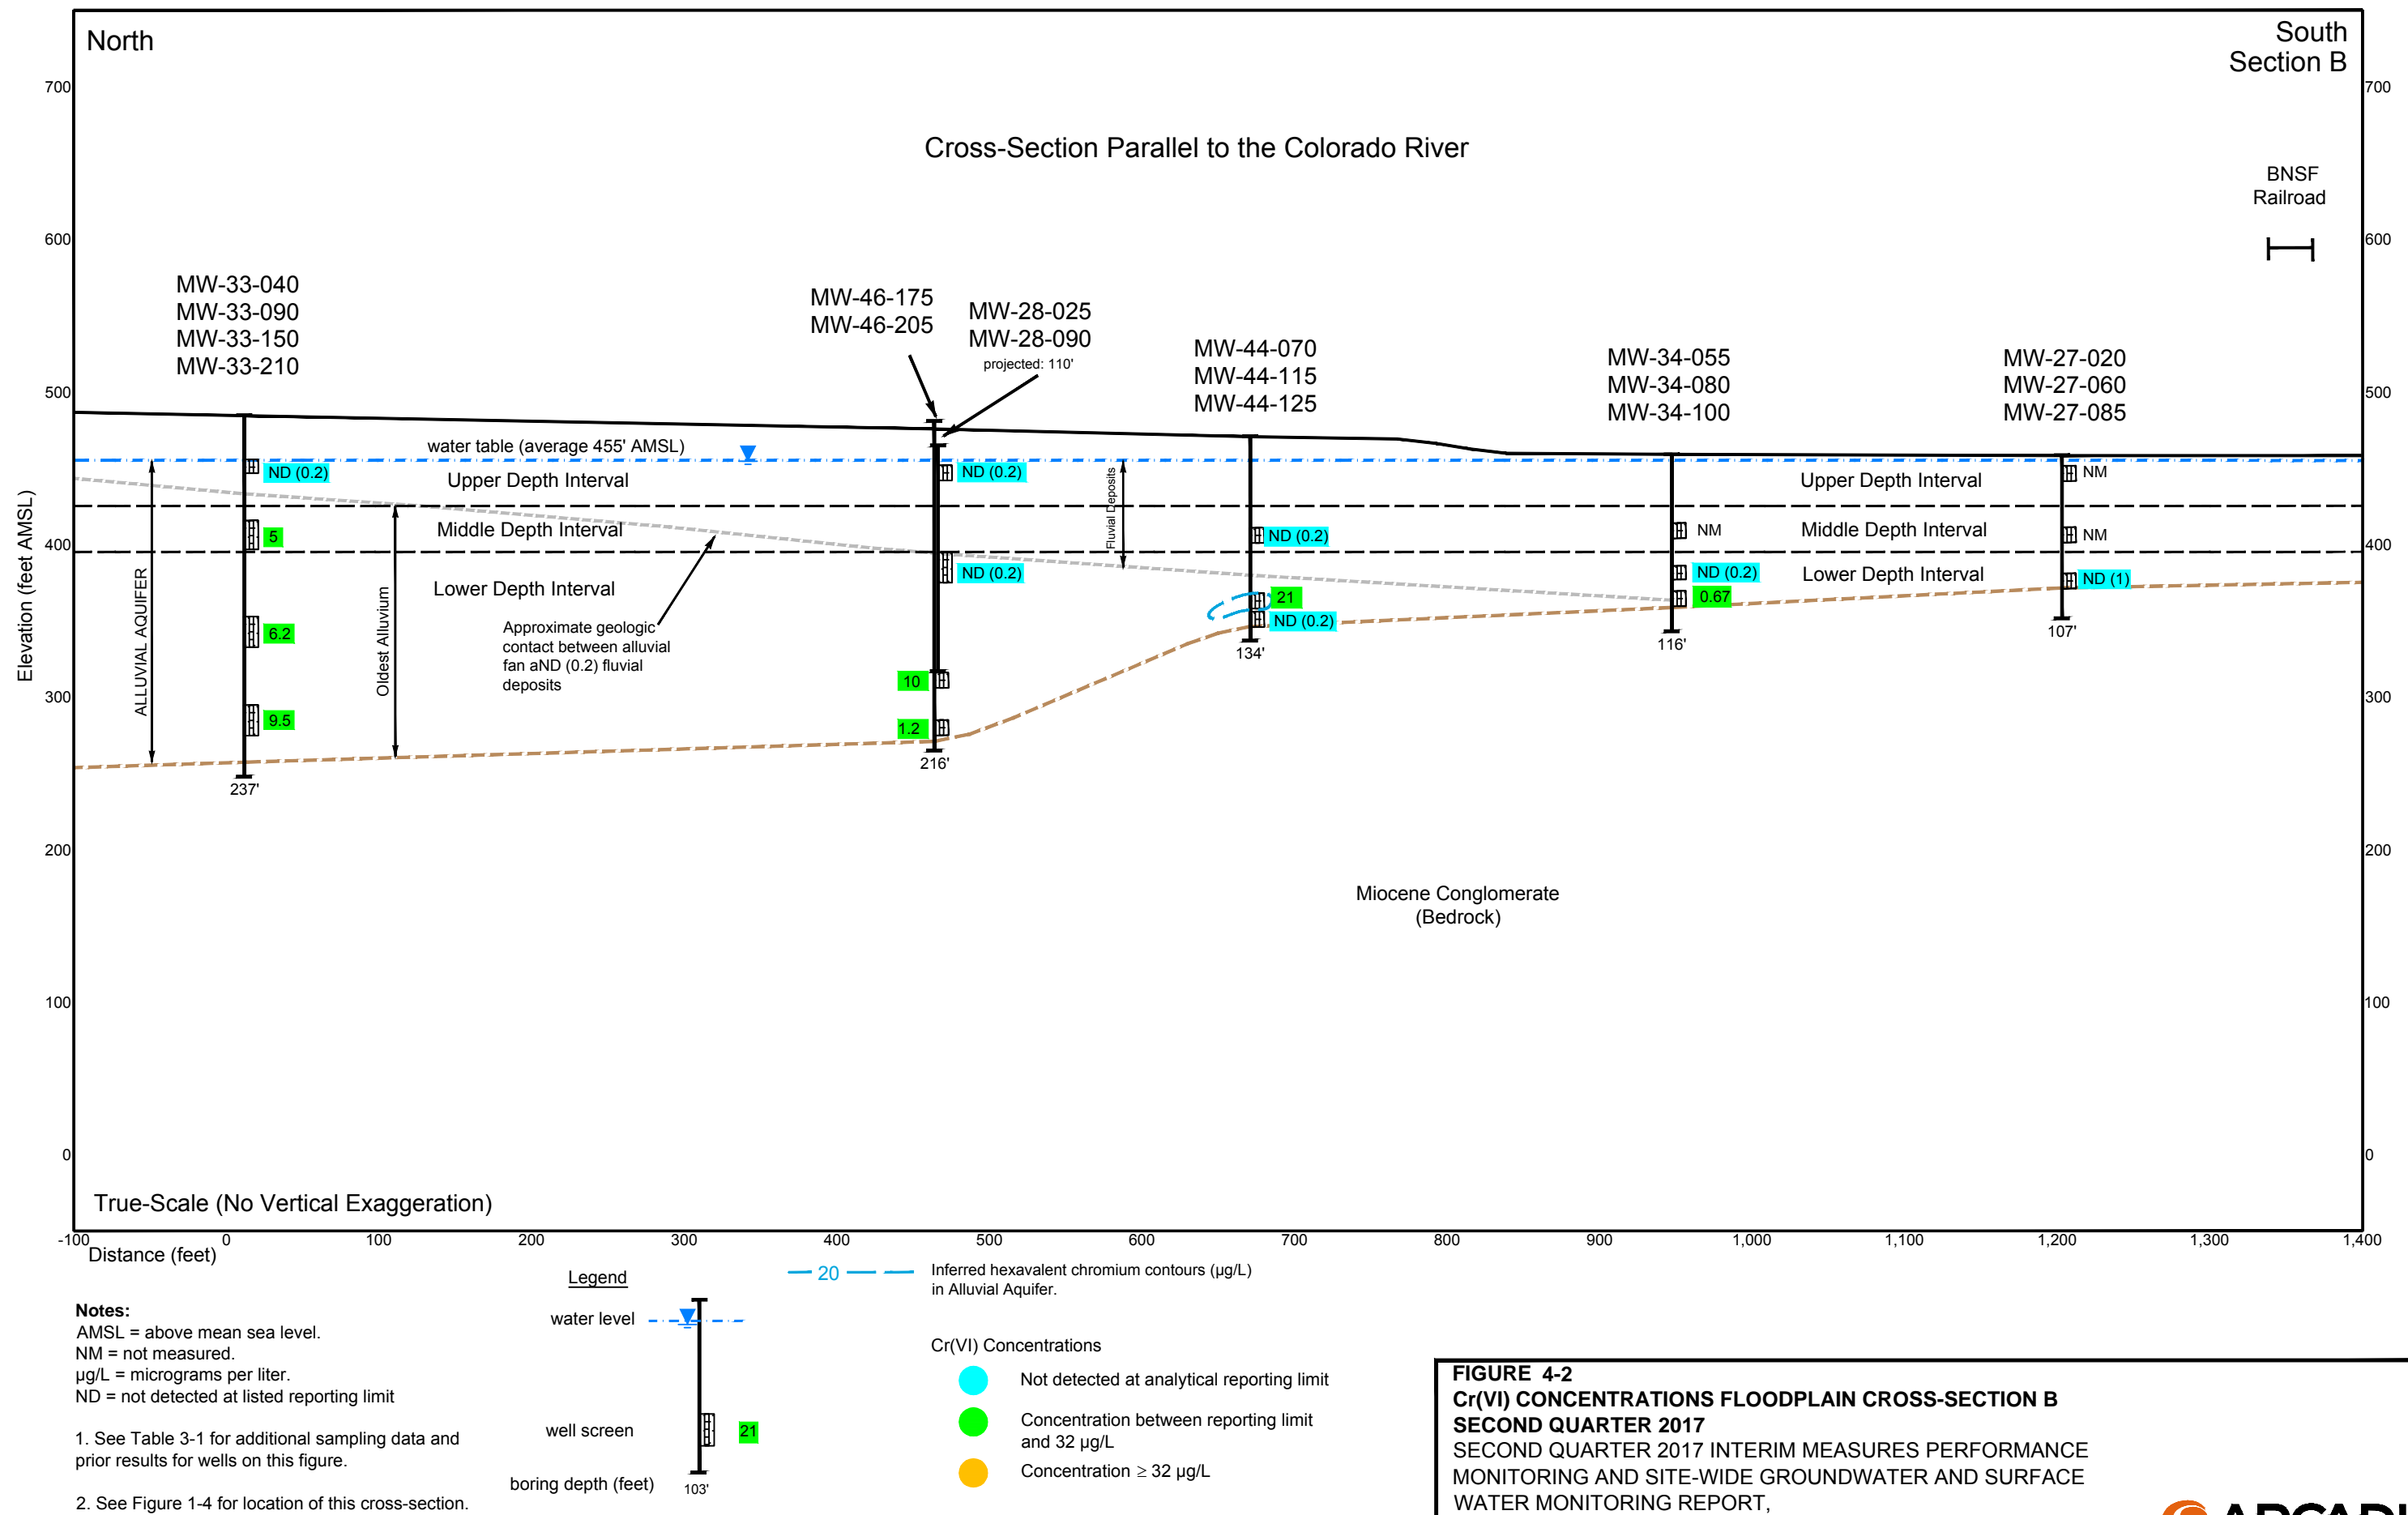 North
South
Section B
Cross-Section Parallel to the Colorado River
BNSF
Railroad
700
600
500
400
300
200
100
0
700
600
500
400
300
200
100
0
Elevation (feet AMSL)
MW-33-040
MW-33-090
MW-33-150
MW-33-210
MW-46-175
MW-46-205
MW-28-025
MW-28-090
projected: 110'
MW-44-070
MW-44-115
MW-44-125
MW-34-055
MW-34-080
MW-34-100
MW-27-020
MW-27-060
MW-27-085
water table (average 455' AMSL)
Upper Depth Interval
Middle Depth Interval
Lower Depth Interval
Upper Depth Interval
Middle Depth Interval
Lower Depth Interval
ALLUVIAL AQUIFER
Oldest Alluvium
Fluvial Deposits
Approximate geologic
contact between alluvial
fan aND (0.2) fluvial
deposits
ND (0.2)
5
6.2
9.5
237'
ND (0.2)
ND (0.2)
10
1.2
216'
ND (0.2)
21
ND (0.2)
134'
NM
ND (0.2)
0.67
116'
NM
NM
ND (1)
107'
Miocene Conglomerate
(Bedrock)
True-Scale (No Vertical Exaggeration)
-100 0 100 200 300 400 500 600 700 800 900 1,000 1,100 1,200 1,300 1,400
Distance (feet)
Notes:
AMSL = above mean sea level.
NM = not measured.
µg/L = micrograms per liter.
ND = not detected at listed reporting limit
1. See Table 3-1 for additional sampling data and
prior results for wells on this figure.
2. See Figure 1-4 for location of this cross-section.
Legend
water level
well screen
21
boring depth (feet)
103'
20
Inferred hexavalent chromium contours (µg/L)
in Alluvial Aquifer.
Cr(VI) Concentrations
Not detected at analytical reporting limit
Concentration between reporting limit
and 32 µg/L
Concentration ≥ 32 µg/L
FIGURE 4-2
Cr(VI) CONCENTRATIONS FLOODPLAIN CROSS-SECTION B
SECOND QUARTER 2017
SECOND QUARTER 2017 INTERIM MEASURES PERFORMANCE
MONITORING AND SITE-WIDE GROUNDWATER AND SURFACE
WATER MONITORING REPORT,